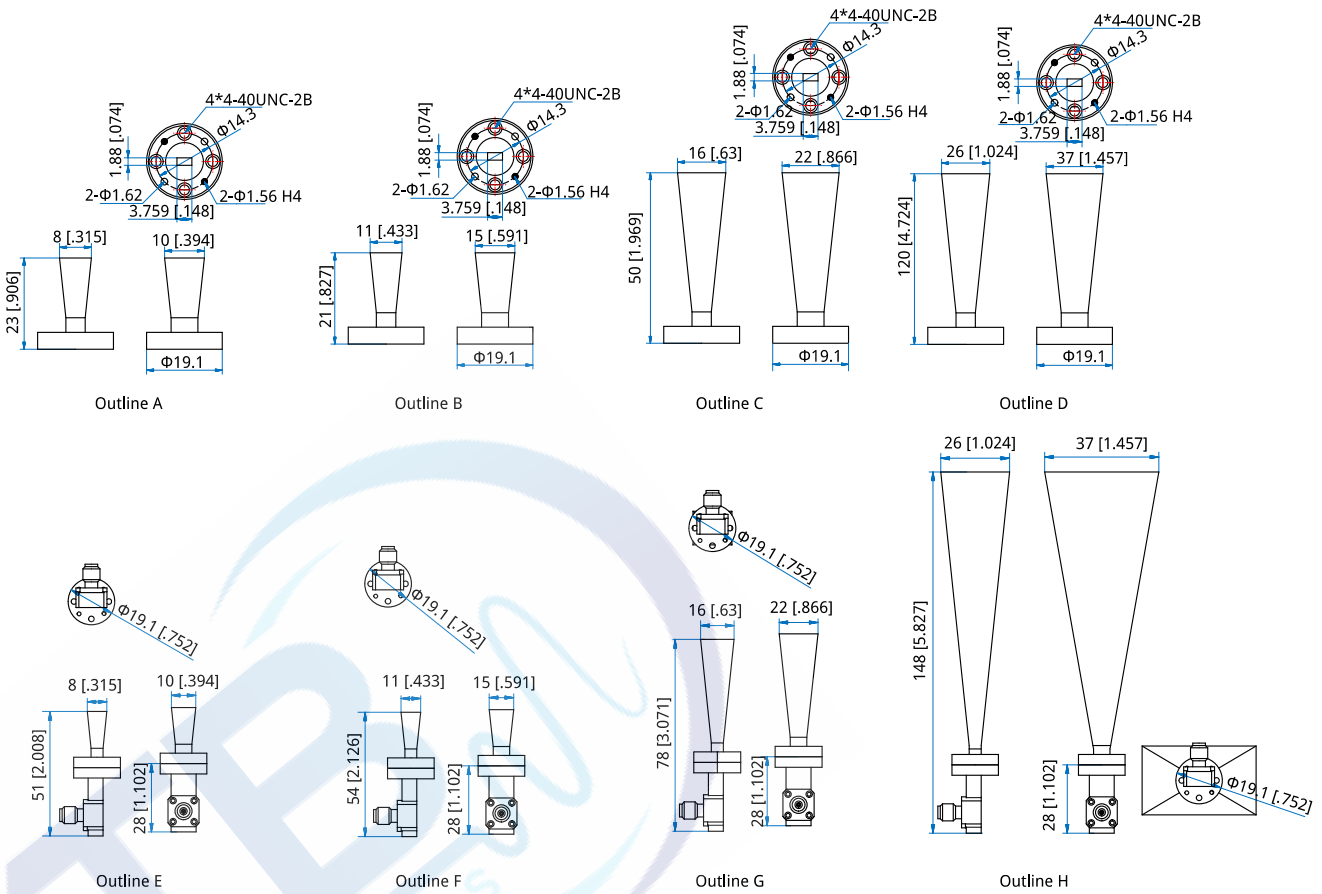 4*4-40UNC-2B
Φ14.3
1.88 [.074]
2-Φ1.62
2-Φ1.56 H4
3.759 [.148]
8 [.315]
10 [.394]
23 [.906]
Φ19.1
Outline A
4*4-40UNC-2B
Φ14.3
1.88 [.074]
2-Φ1.62
2-Φ1.56 H4
3.759 [.148]
11 [.433]
15 [.591]
21 [.827]
Φ19.1
Outline B
4*4-40UNC-2B
Φ14.3
1.88 [.074]
2-Φ1.62
2-Φ1.56 H4
3.759 [.148]
16 [.63]
22 [.866]
50 [1.969]
Φ19.1
Outline C
4*4-40UNC-2B
Φ14.3
1.88 [.074]
2-Φ1.62
2-Φ1.56 H4
3.759 [.148]
26 [1.024]
37 [1.457]
120 [4.724]
Φ19.1
Outline D
Φ19.1 [.752]
8 [.315]
10 [.394]
51 [2.008]
28 [1.102]
Outline E
Φ19.1 [.752]
11 [.433]
15 [.591]
54 [2.126]
28 [1.102]
Outline F
Φ19.1 [.752]
16 [.63]
22 [.866]
78 [3.071]
28 [1.102]
Outline G
26 [1.024]
37 [1.457]
148 [5.827]
28 [1.102]
Φ19.1 [.752]
Outline H